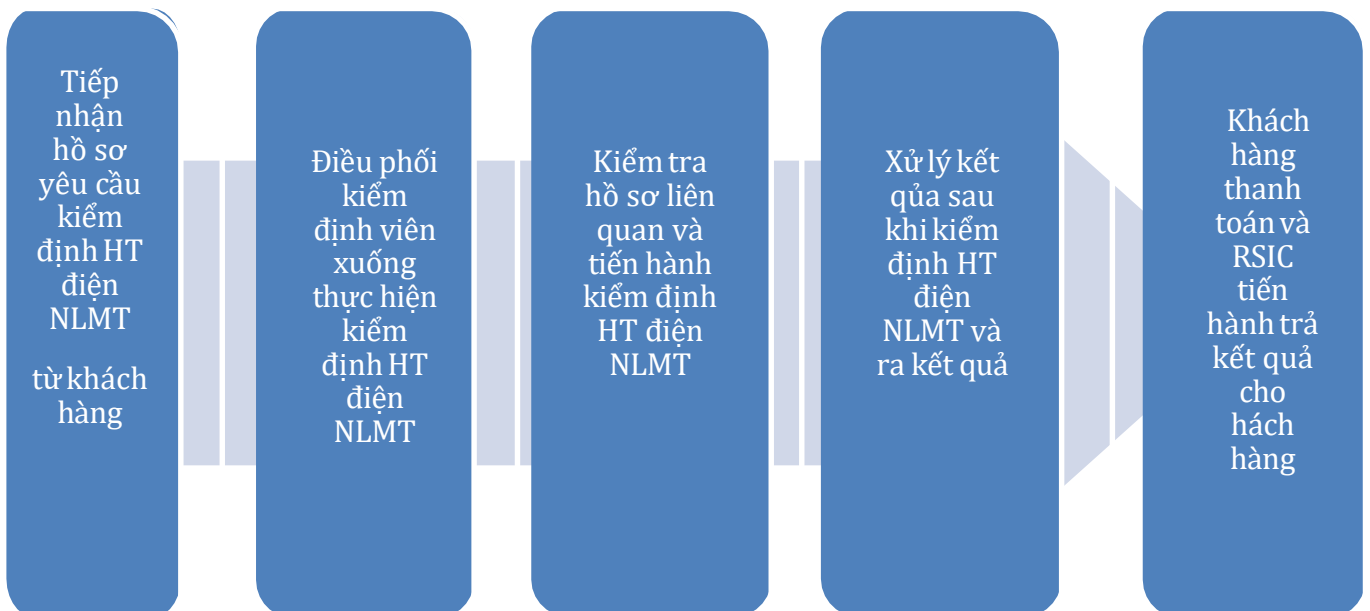 Tiếp
nhận
hồ sơ
yêu cầu
kiểm
định HT
điện
NLMT
từ khách
hàng
Điều phối
kiểm
định viên
xuống
thực hiện
kiểm
định HT
điện
NLMT
Kiểm tra
hồ sơ liên
quan và
tiến hành
kiểm định
HT điện
NLMT
Xử lý kết
qủa sau
khi kiểm
định HT
điện
NLMT và
ra kết quả
Khách
hàng
thanh
toán và
RSIC
tiến
hành trả
kết quả
cho
hách
hàng